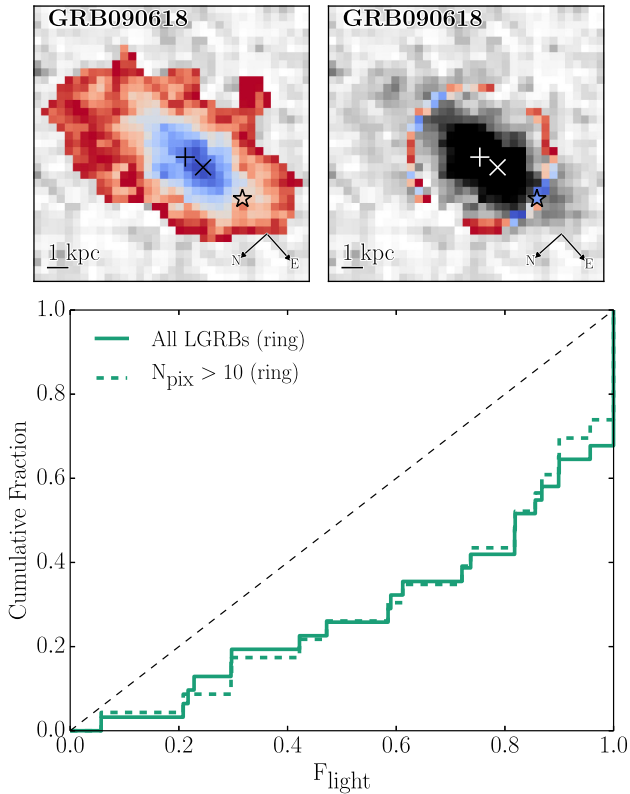 GRB090618
GRB090618
1 kpc
N
E
1 kpc
N
E
1.0
0.8
0.6
0.4
0.2
0.0
Cumulative Fraction
All LGRBs (ring)
N_pix > 10 (ring)
0.0
0.2
0.4
0.6
0.8
1.0
F_light